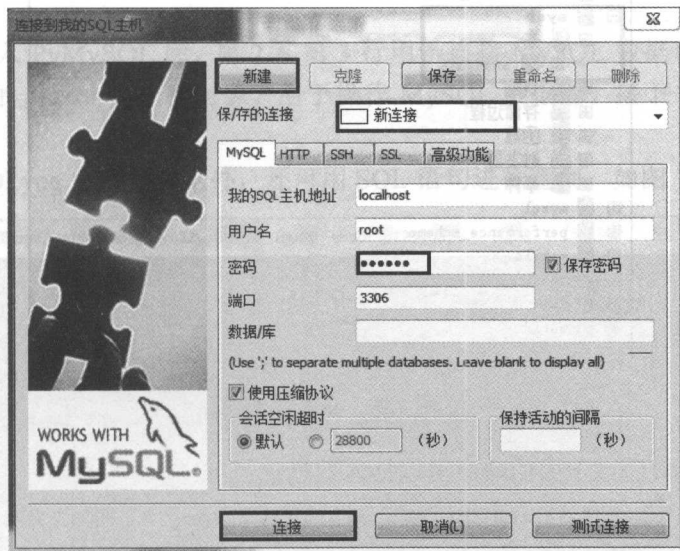 连接到我的SQL主机
新建 克隆 保存 重命名 删除
保/存的连接 新连接
MySQL HTTP SSH SSL 高级功能
我的SQL主机地址 localhost
用户名 root
密码 ●●●●●● 保存密码
端口 3306
数据/库
(Use ';' to separate multiple databases. Leave blank to display all)
使用压缩协议
会话空闲超时 保持活动的间隔
默认 28800 (秒) (秒)
WORKS WITH
MySQL®
连接 取消(L) 测试连接